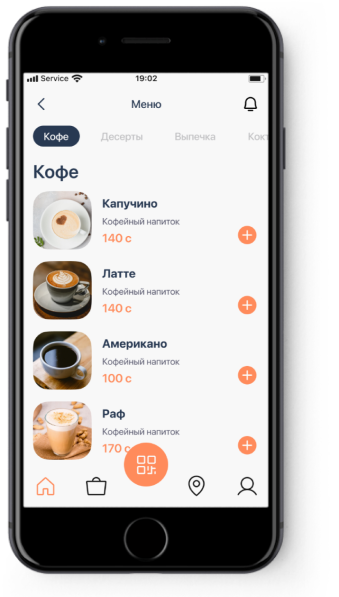 Service
19:02
Меню
Кофе
Десерты
Выпечка
Кокт
Кофе
Капучино
Кофейный напиток
140 с
Латте
Кофейный напиток
140 с
Американо
Кофейный напиток
100 с
Раф
Кофейный напиток
170 с